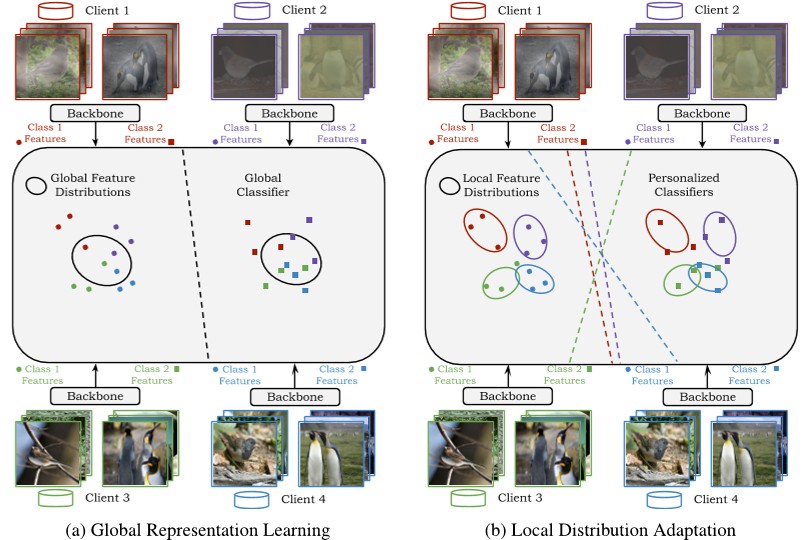 Client 1
Client 2
Backbone
Backbone
Class 1
Features
Class 2
Features
Class 1
Features
Class 2
Features
Global Feature
Distributions
Global
Classifier
Class 1
Features
Class 2
Features
Class 1
Features
Class 2
Features
Backbone
Backbone
Client 3
Client 4
(a) Global Representation Learning
Client 1
Client 2
Backbone
Backbone
Class 1
Features
Class 2
Features
Class 1
Features
Class 2
Features
Local Feature
Distributions
Personalized
Classifiers
Class 1
Features
Class 2
Features
Class 1
Features
Class 2
Features
Backbone
Backbone
Client 3
Client 4
(b) Local Distribution Adaptation